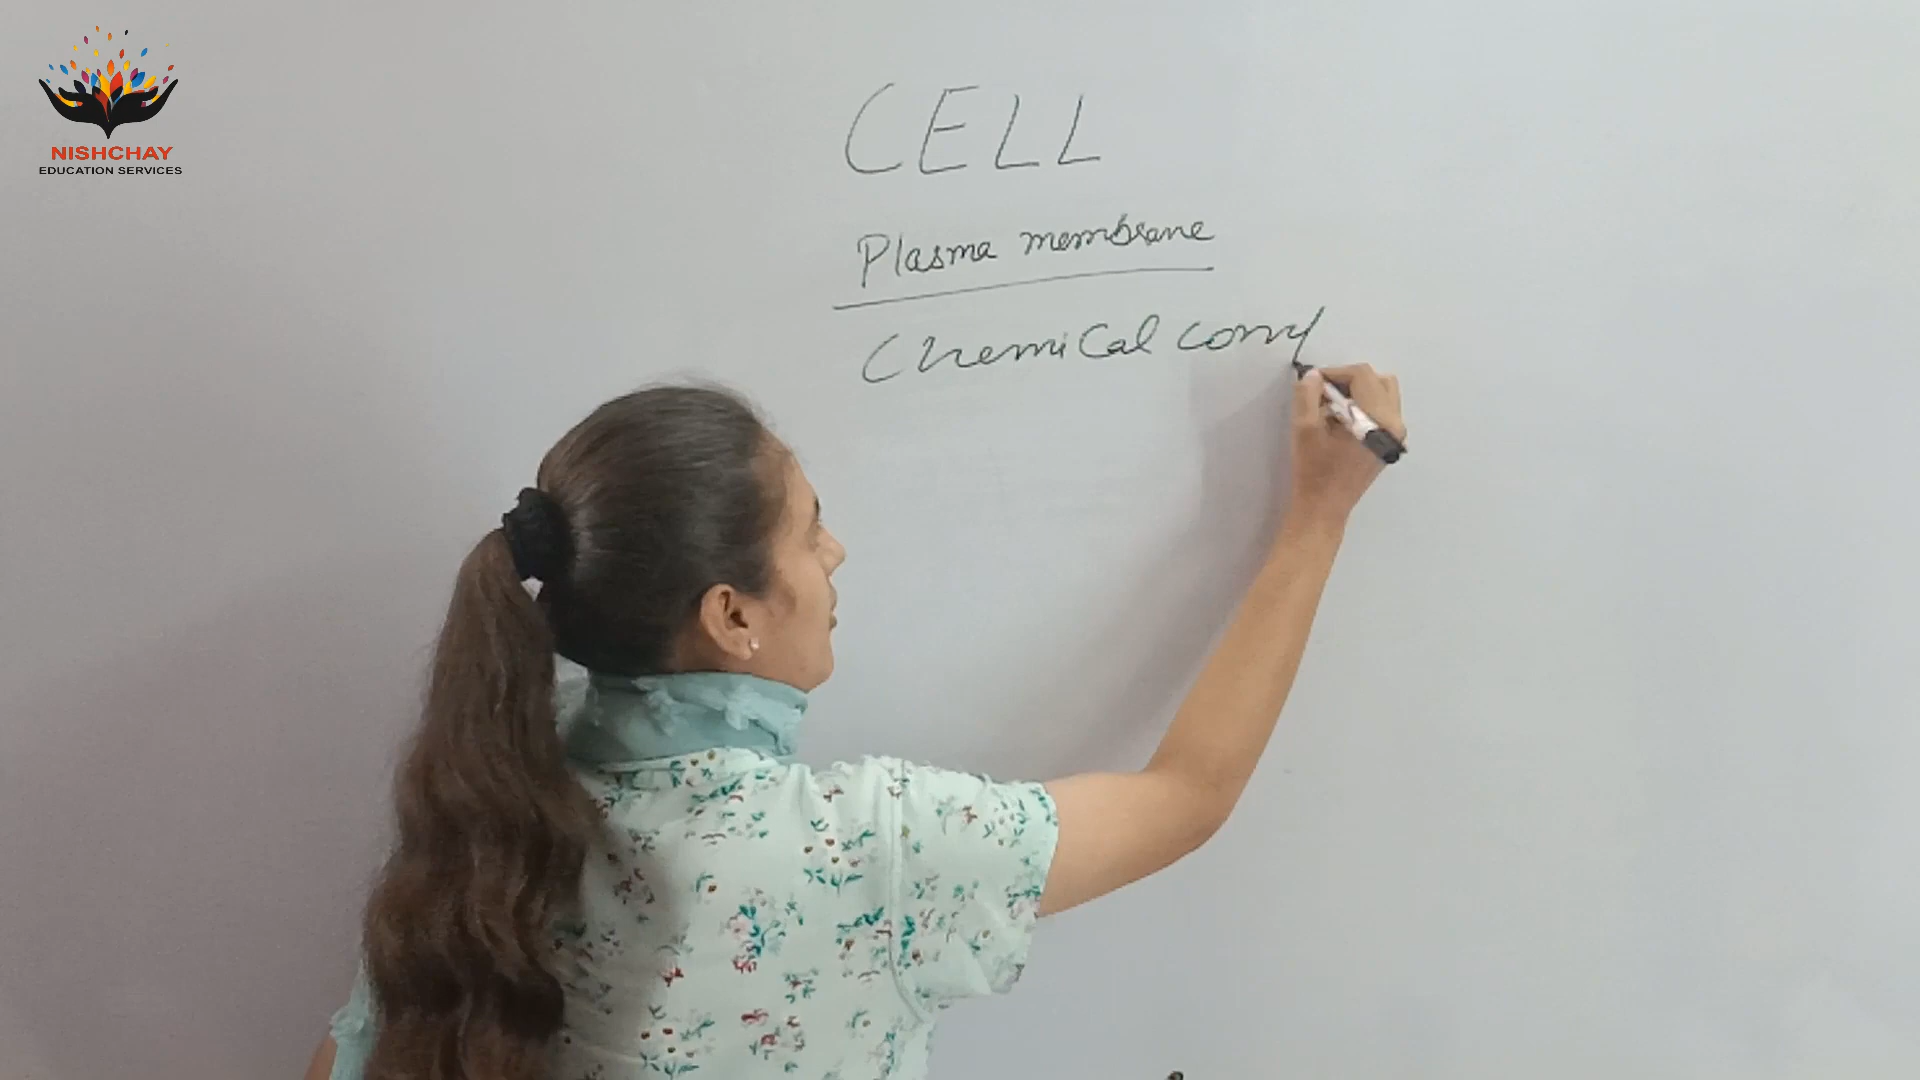 NISHCHAY
EDUCATION SERVICES
CELL
Plasma membrane
Chemical comp